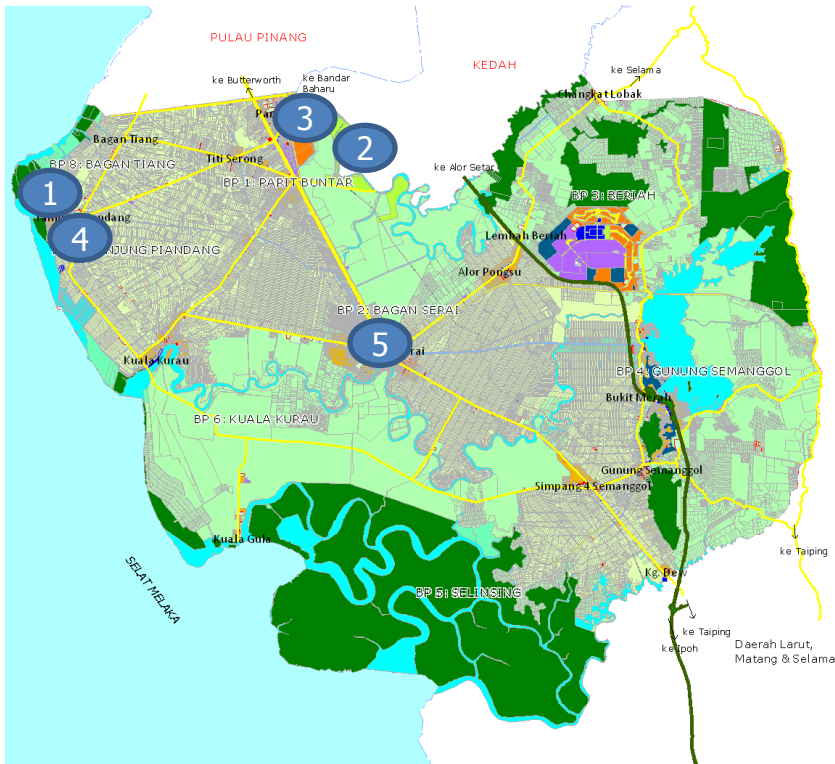 PULAU PINANG
KEDAH
ke Butterworth
ke Bandar
Baharu
ke Selama
Changkat Lobak
3
2
Bagan Tiang
Titi Serong
BP 8: BAGAN TIANG
BP 1: PARIT BUNTAR
ke Alor Setar
1
BP 3: BERIAH
4
Lembah Beriah
Alor Pongsu
BP 2: BAGAN SERAI
5
Kuala Kurau
BP 4: GUNUNG SEMANGGOL
Bukit Merah
BP 6: KUALA KURAU
Gunung Semanggol
Simpang 4 Semanggol
Kuala Gula
SELAT MELAKA
ke Taiping
BP 5: SELINSING
ke Taiping
ke Ipoh
Daerah Larut,
Matang & Selama